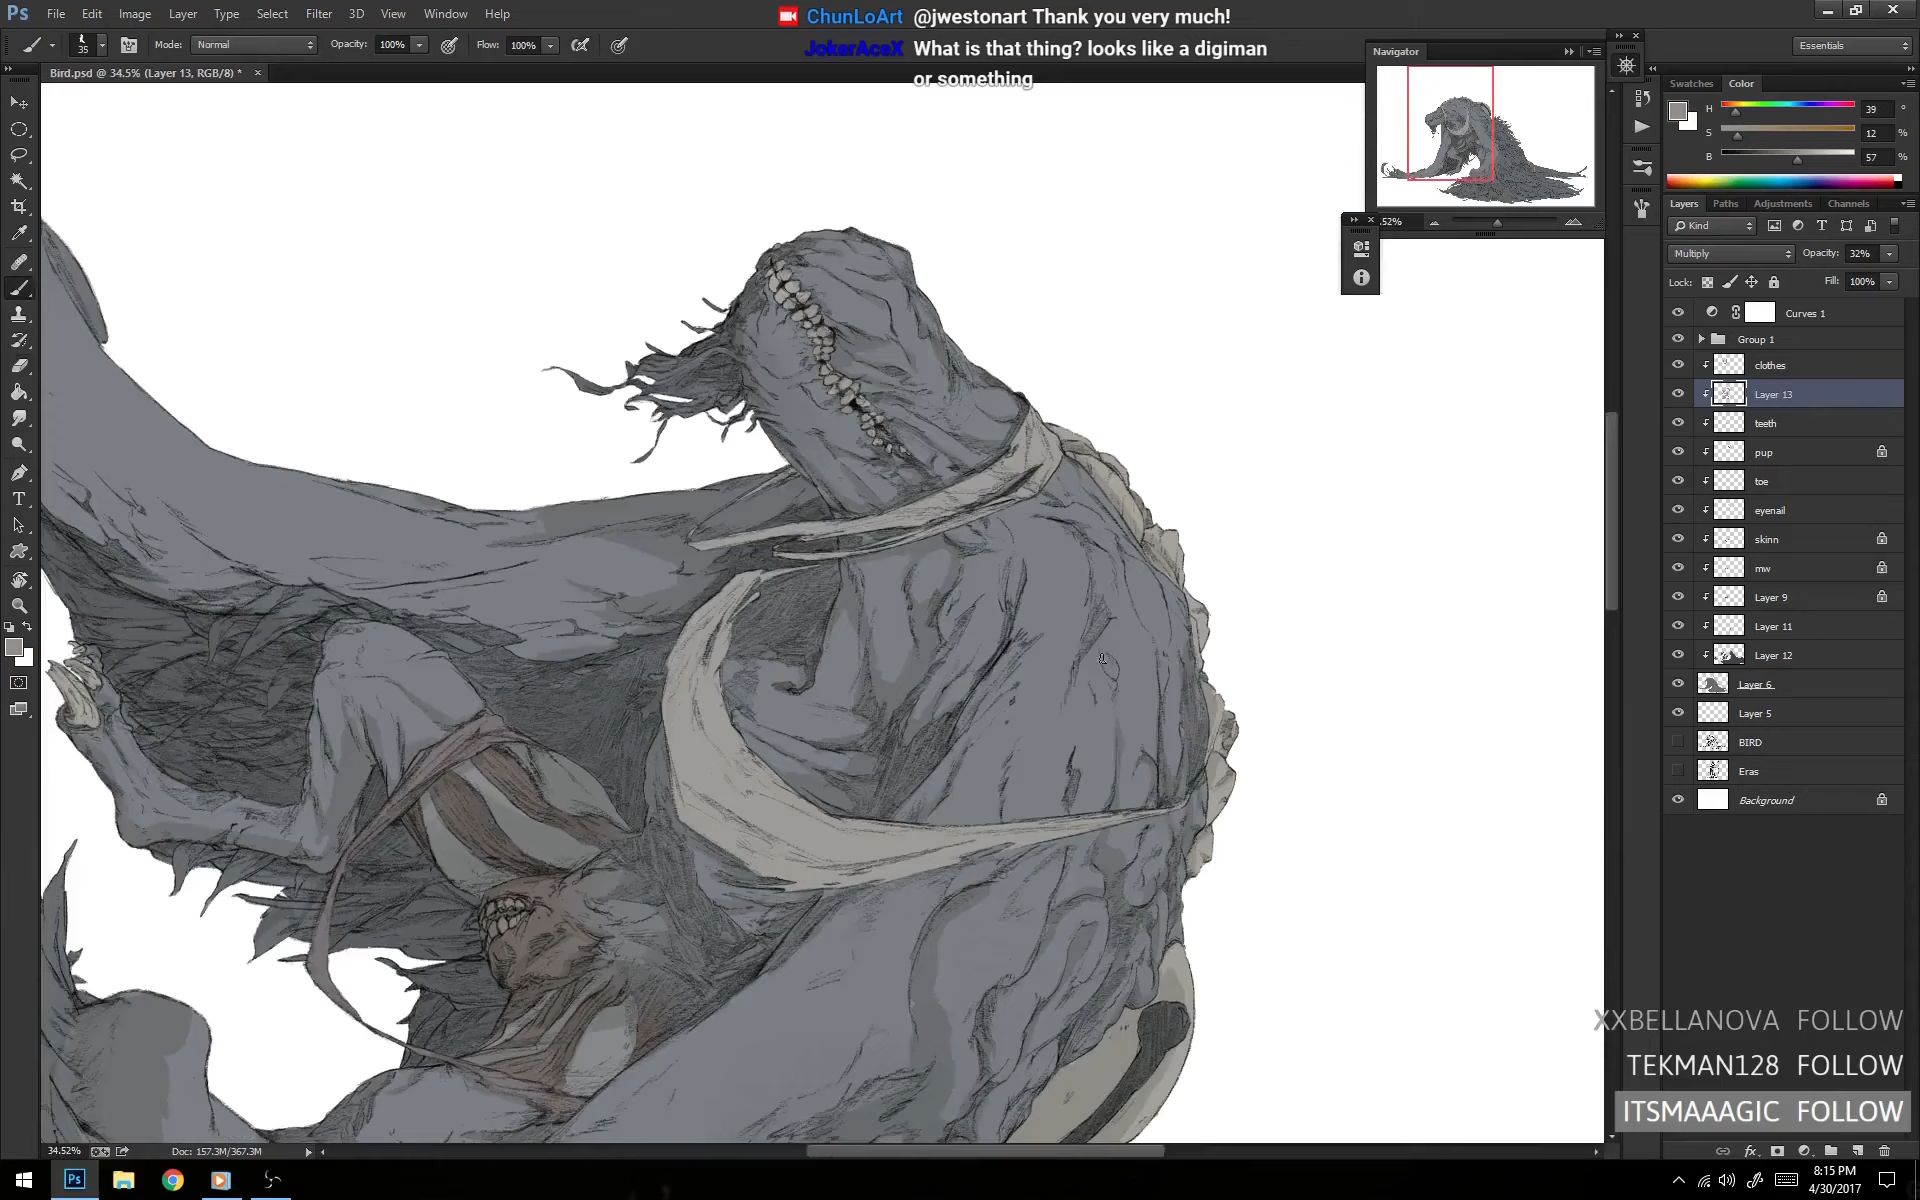 Ps File Edit Image Layer Type Select Filter 3D View Window Help
ChunLoArt @jwestonart Thank you very much!
JokerAceX What is that thing? looks like a digiman
or something
35 Mode: Normal Opacity: 100% Flow: 100%
Essentials
Bird.psd @ 34.5% (Layer 13, RGB/8) * ×
Navigator
.52%
Swatches Color
H 39 °
S 12 %
B 57 %
Layers Paths Adjustments Channels
Kind
Multiply Opacity: 32%
Lock: Fill: 100%
Curves 1
Group 1
clothes
Layer 13
teeth
pup
toe
eyenail
skinn
mw
Layer 9
Layer 11
Layer 12
Layer 6
Layer 5
BIRD
Eras
Background
XXBELLANOVA FOLLOW
TEKMAN128 FOLLOW
ITSMAAAGIC FOLLOW
34.52% Doc: 157.3M/367.3M
Ps
8:15 PM
4/30/2017